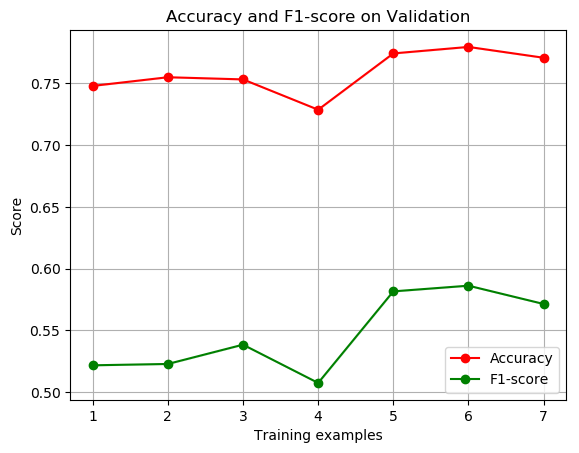 Accuracy and F1-score on Validation
Score
0.75
0.70
0.65
0.60
0.55
0.50
1 2 3 4 5 6 7
Training examples
Accuracy
F1-score